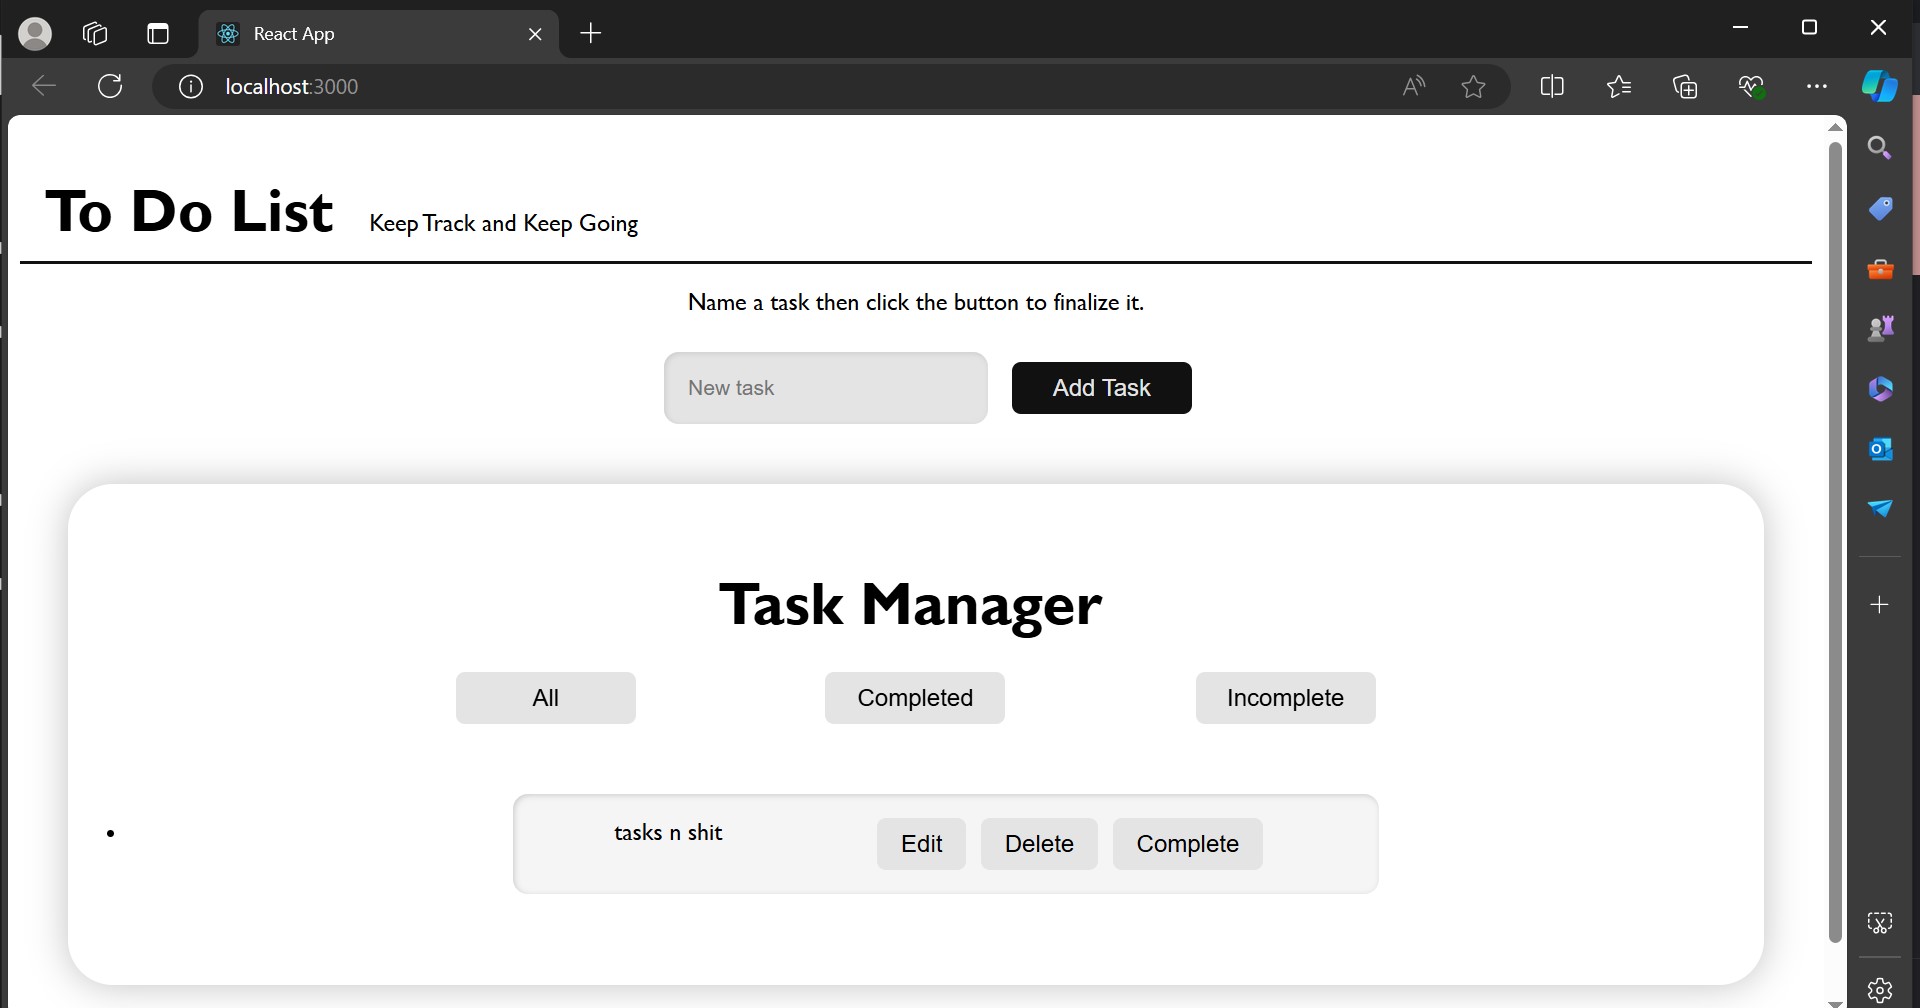 React App
localhost:3000
To Do List Keep Track and Keep Going
Name a task then click the button to finalize it.
New task Add Task
Task Manager
All Completed Incomplete
• tasks n shit Edit Delete Complete